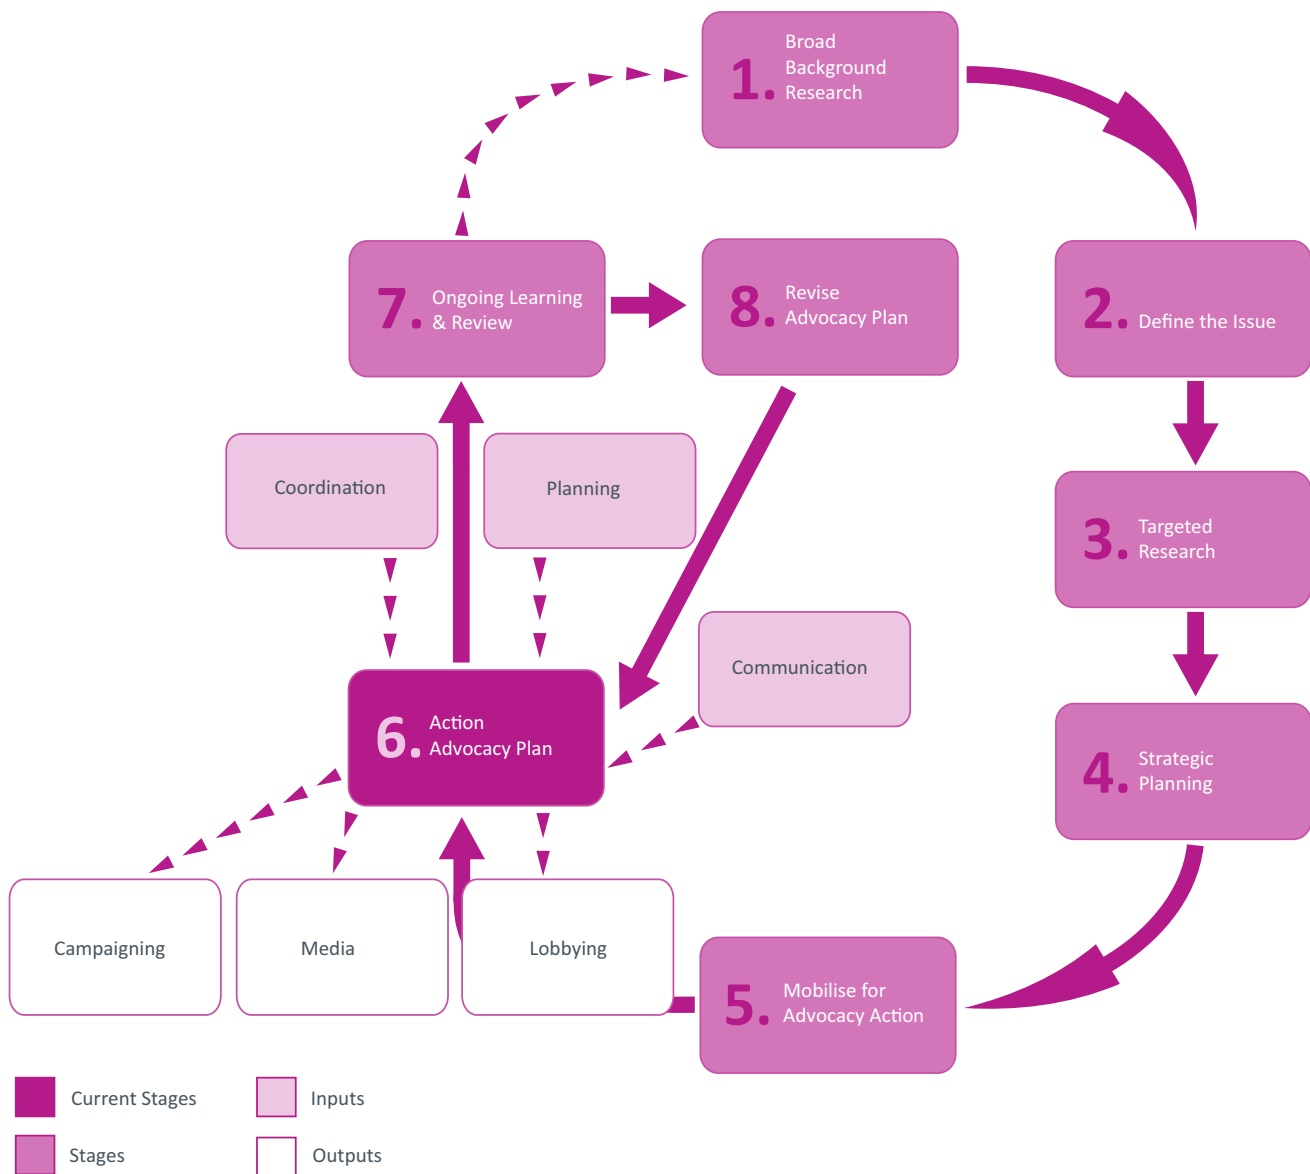 1. Broad
Background
Research
7. Ongoing Learning
& Review
8. Revise
Advocacy Plan
2. Define the Issue
Coordination
Planning
3. Targeted
Research
Communication
6. Action
Advocacy Plan
4. Strategic
Planning
Campaigning
Media
Lobbying
5. Mobilise for
Advocacy Action
Current Stages
Inputs
Stages
Outputs